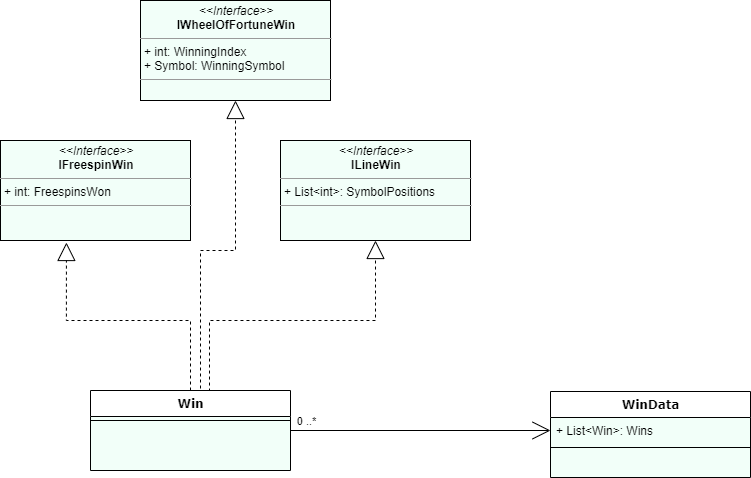 <<Interface>>
IWheelOfFortuneWin
+ int: WinningIndex
+ Symbol: WinningSymbol
<<Interface>>
IFreespinWin
+ int: FreespinsWon
<<Interface>>
ILineWin
+ List<int>: SymbolPositions
Win
0 ..*
WinData
+ List<Win>: Wins